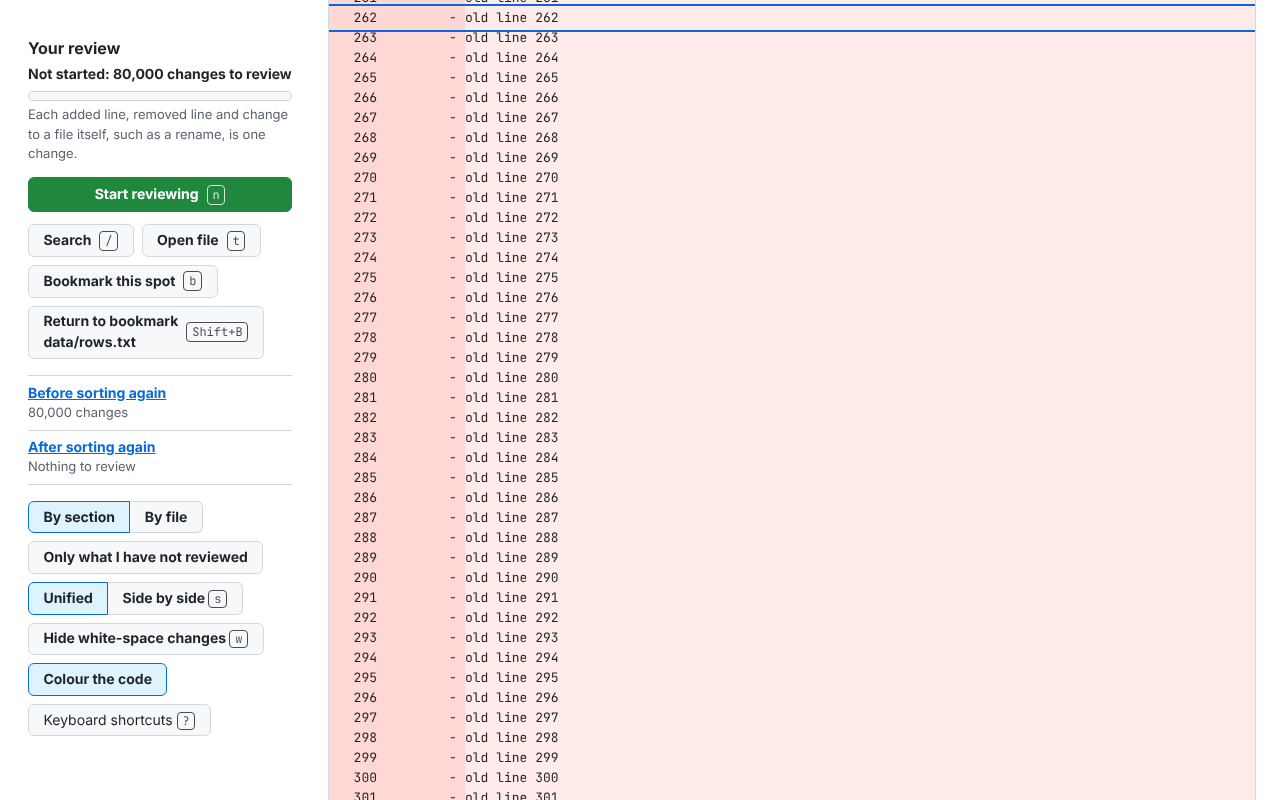 Your review
Not started: 80,000 changes to review
Each added line, removed line and change
to a file itself, such as a rename, is one
change.
Start reviewing n
Search / Open file t
Bookmark this spot b
Return to bookmark
data/rows.txt Shift+B
Before sorting again
80,000 changes
After sorting again
Nothing to review
By section By file
Only what I have not reviewed
Unified Side by side s
Hide white-space changes w
Colour the code
Keyboard shortcuts ?
261 - old line 261
262 - old line 262
263 - old line 263
264 - old line 264
265 - old line 265
266 - old line 266
267 - old line 267
268 - old line 268
269 - old line 269
270 - old line 270
271 - old line 271
272 - old line 272
273 - old line 273
274 - old line 274
275 - old line 275
276 - old line 276
277 - old line 277
278 - old line 278
279 - old line 279
280 - old line 280
281 - old line 281
282 - old line 282
283 - old line 283
284 - old line 284
285 - old line 285
286 - old line 286
287 - old line 287
288 - old line 288
289 - old line 289
290 - old line 290
291 - old line 291
292 - old line 292
293 - old line 293
294 - old line 294
295 - old line 295
296 - old line 296
297 - old line 297
298 - old line 298
299 - old line 299
300 - old line 300
301 - old line 301